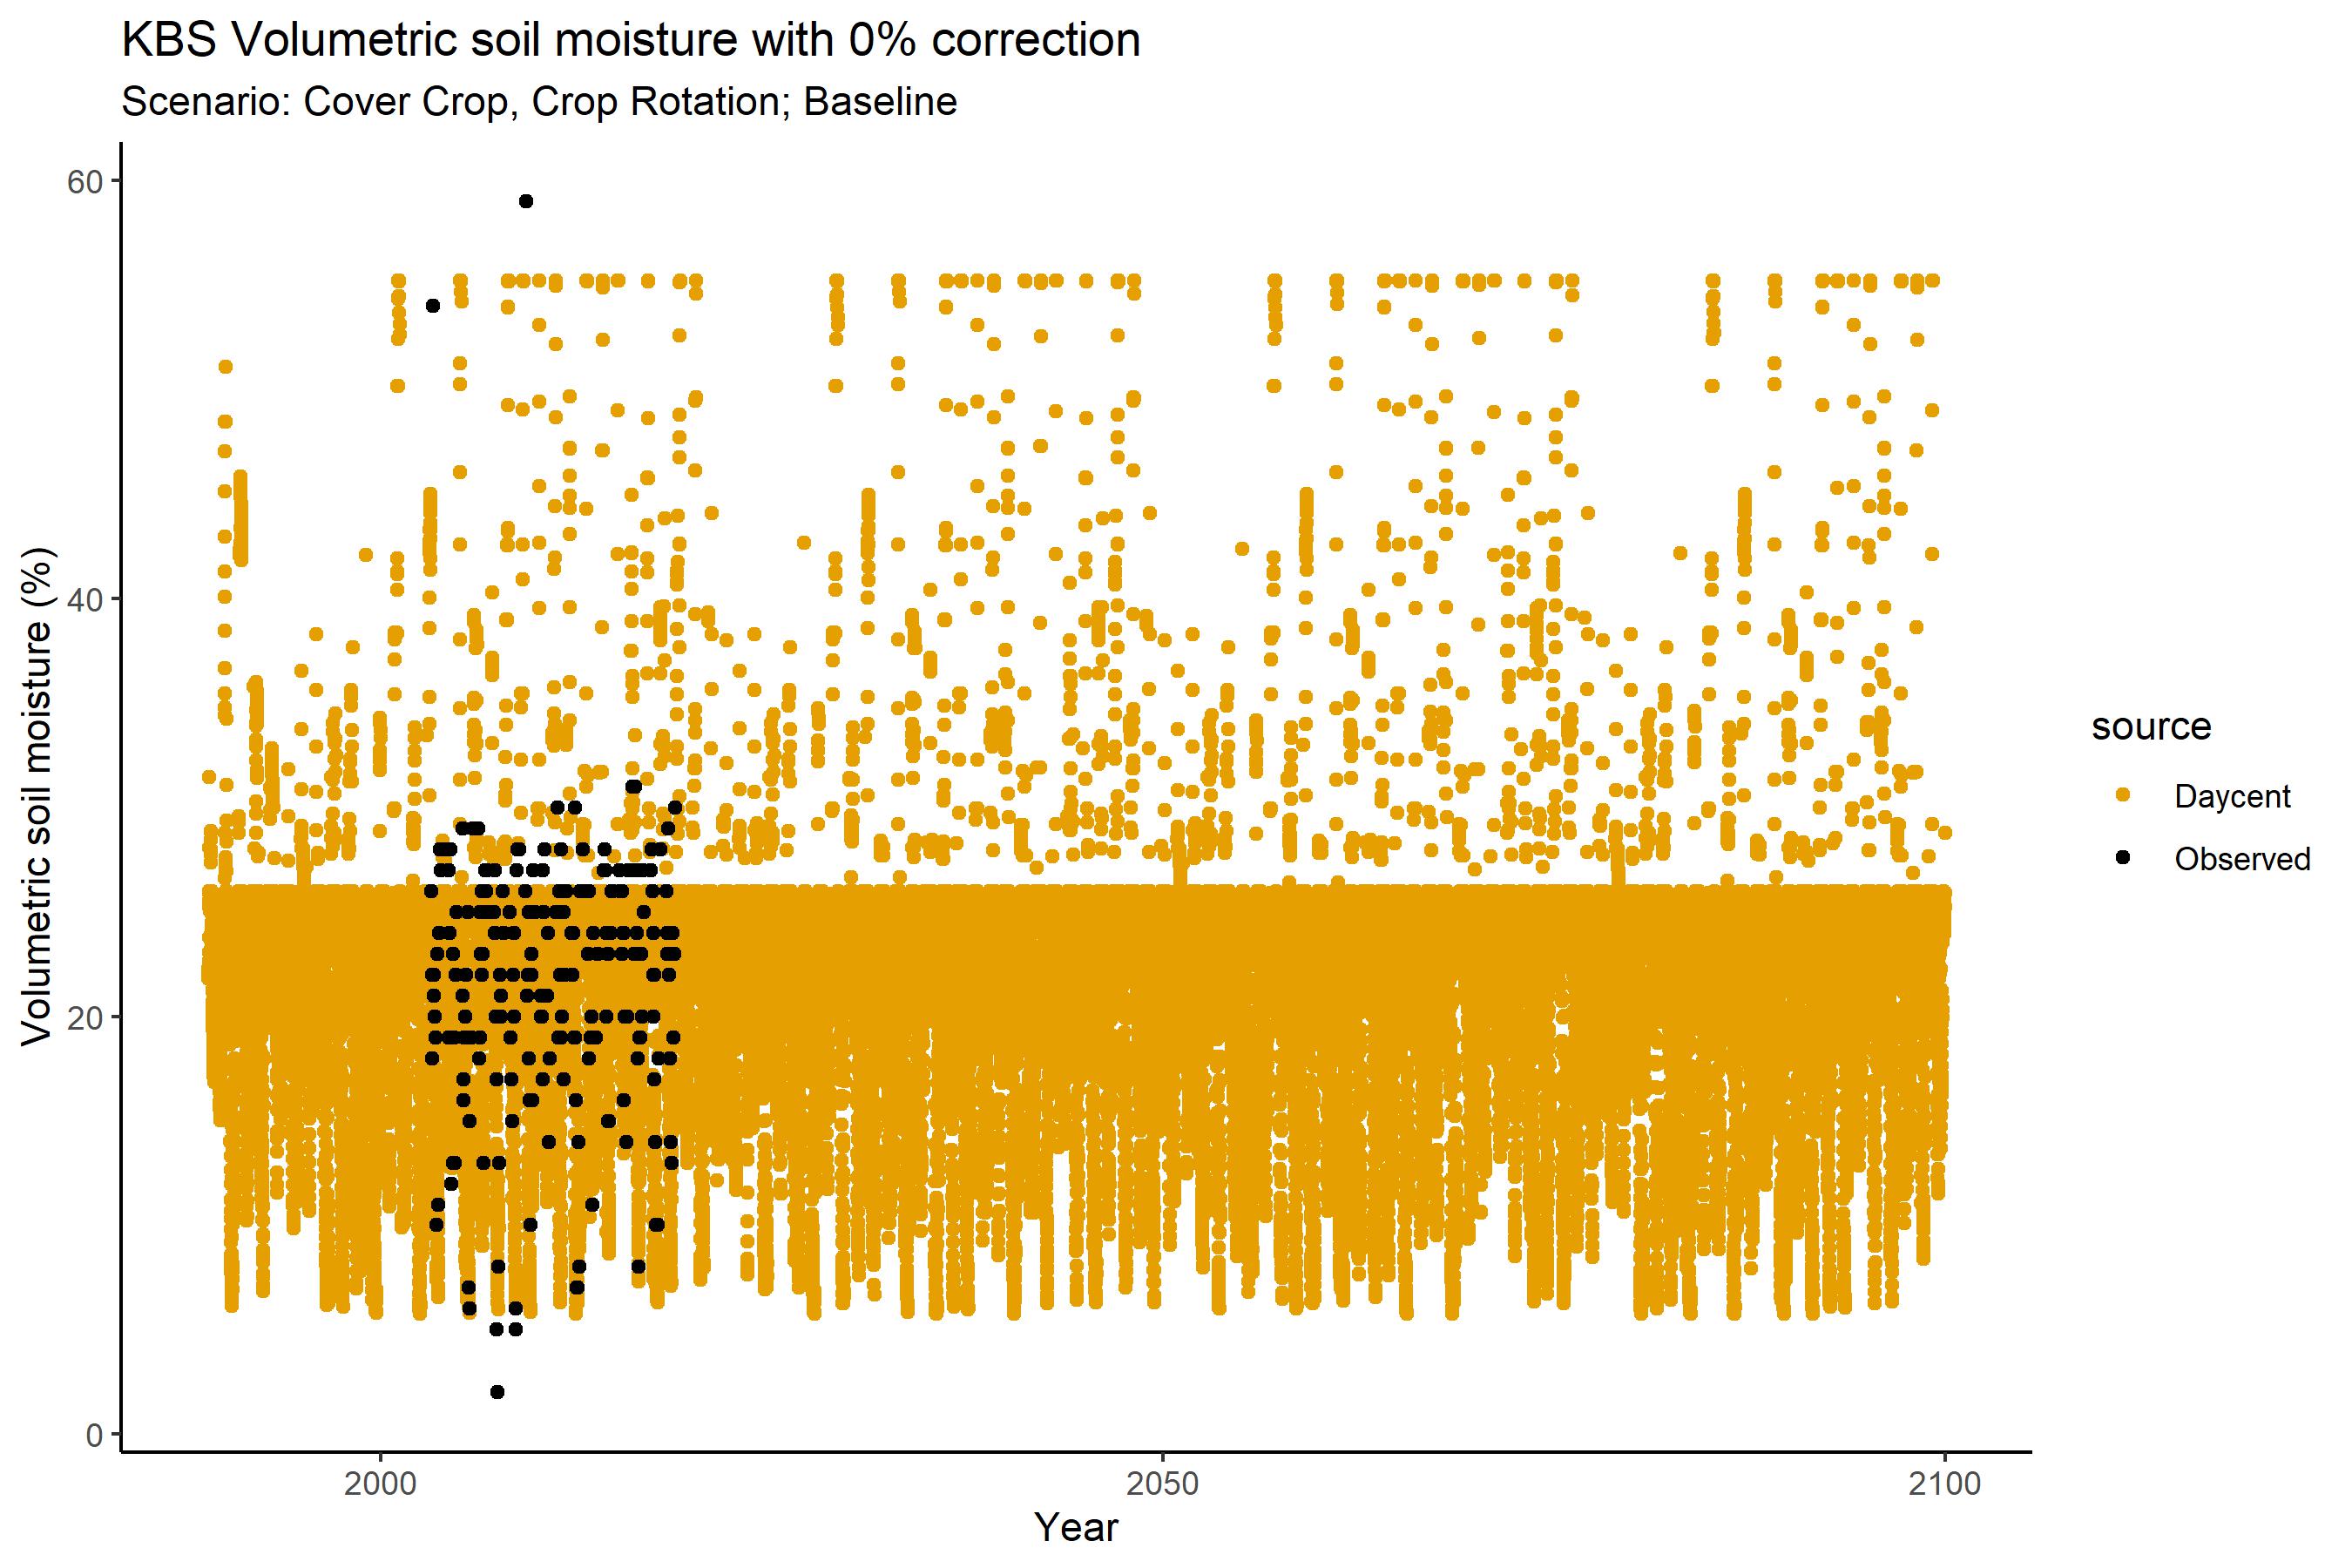 KBS Volumetric soil moisture with 0% correction
Scenario: Cover Crop, Crop Rotation; Baseline
Volumetric soil moisture (%)
60
40
20
0
2000
2050
2100
Year
source
Daycent
Observed